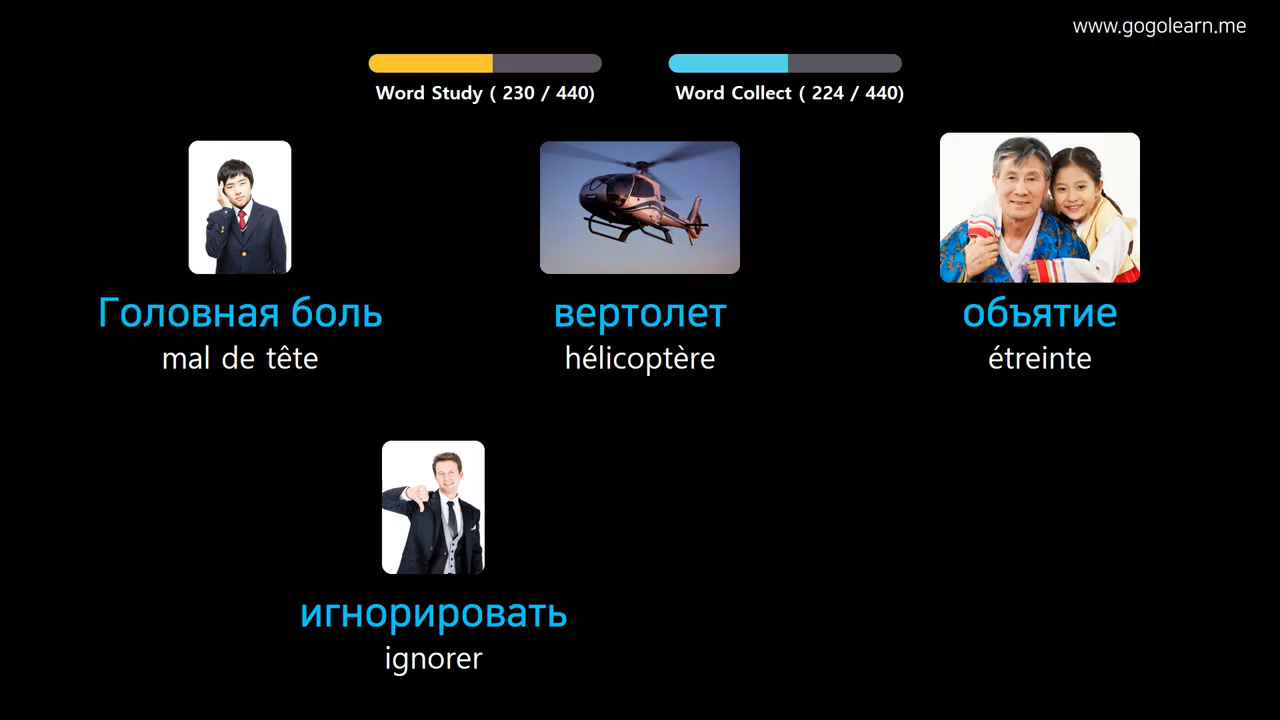 www.gogolearn.me
Word Study ( 230 / 440)
Word Collect ( 224 / 440)
Головная боль
mal de tête
вертолет
hélicoptère
объятие
étreinte
игнорировать
ignorer